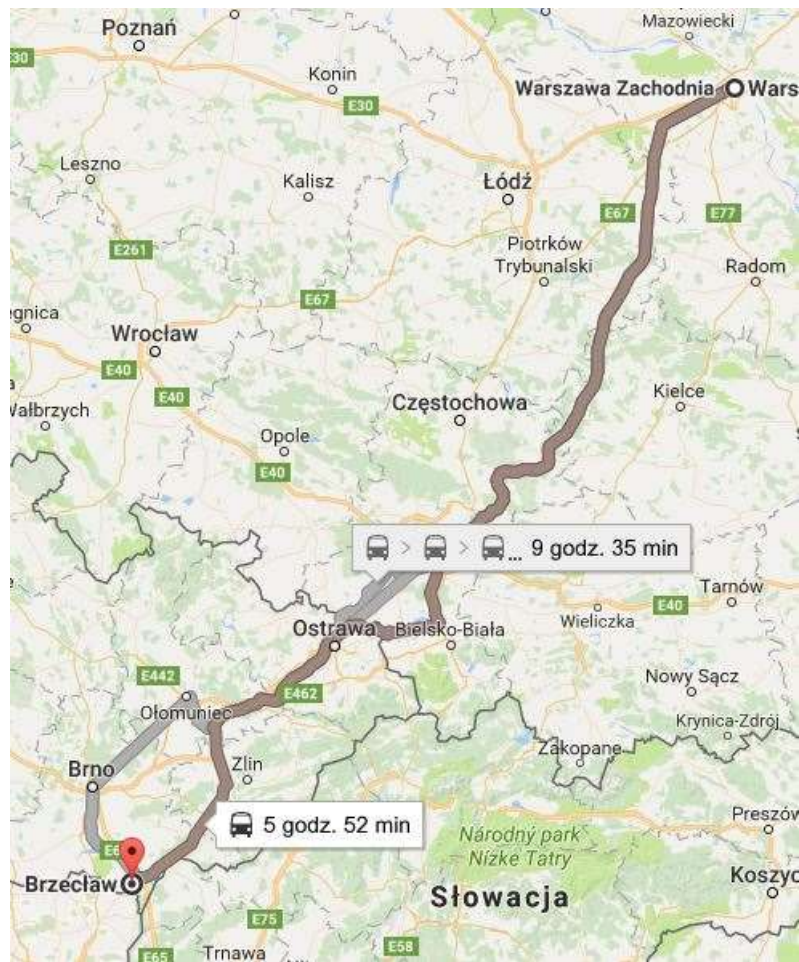 Mazowiecki
Poznań
E30
Konin
E30
Warszawa Zachodnia
Wars
Leszno
Kalisz
Łódź
E67
E77
Piotrków
Trybunalski
Radom
E261
E67
egnica
Wrocław
E40
E40
Wałbrzych
Częstochowa
Kielce
Opole
E40
... 9 godz. 35 min
Tarnów
E40
Wieliczka
Ostrawa
Bielsko-Biała
E442
Ołomuniec
E462
Nowy Sącz
Krynica-Zdrój
Zakopane
Zlin
Brno
5 godz. 52 min
Preszów
Národný park
Nízke Tatry
Brzecław
Koszyc
Słowacja
E75
E58
E65
Trnawa